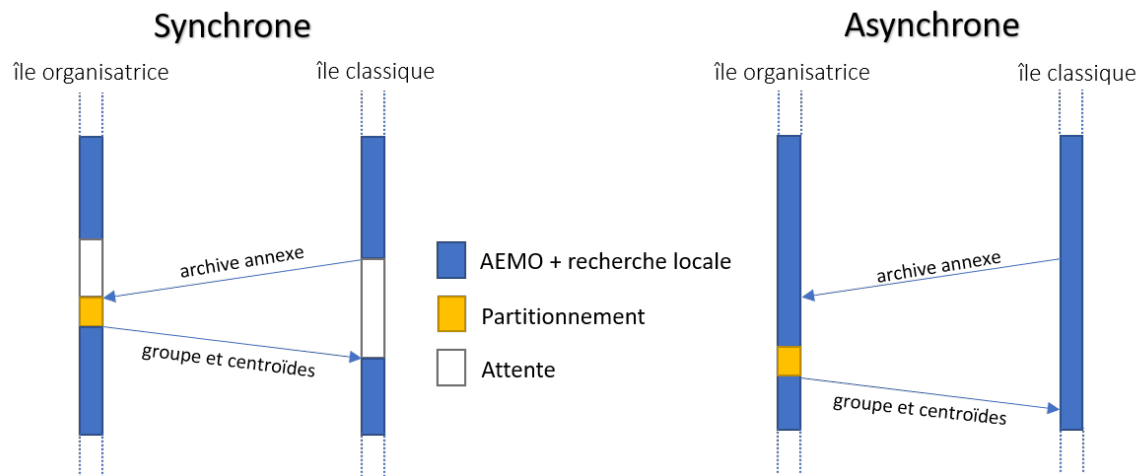 Synchrone
île organisatrice
île classique
archive annexe
groupe et centroïdes
AEMO + recherche locale
Partitionnement
Attente
Asynchrone
île organisatrice
île classique
archive annexe
groupe et centroïdes